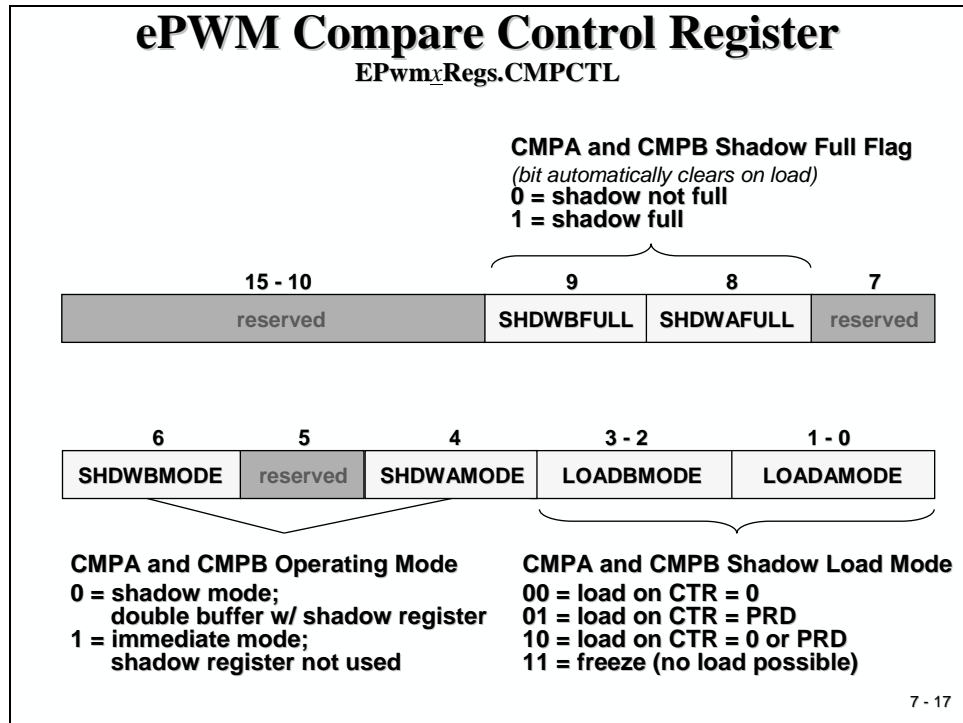 ePWM Compare Control Register
EPwmxRegs.CMPCTL
CMPA and CMPB Shadow Full Flag
(bit automatically clears on load)
0 = shadow not full
1 = shadow full
15 - 10 9 8 7
reserved SHDWBFULL SHDWAFULL reserved
6 5 4 3 - 2 1 - 0
SHDWBMODE reserved SHDWAMODE LOADBMODE LOADAMODE
CMPA and CMPB Operating Mode
0 = shadow mode;
double buffer w/ shadow register
1 = immediate mode;
shadow register not used
CMPA and CMPB Shadow Load Mode
00 = load on CTR = 0
01 = load on CTR = PRD
10 = load on CTR = 0 or PRD
11 = freeze (no load possible)
7 - 17